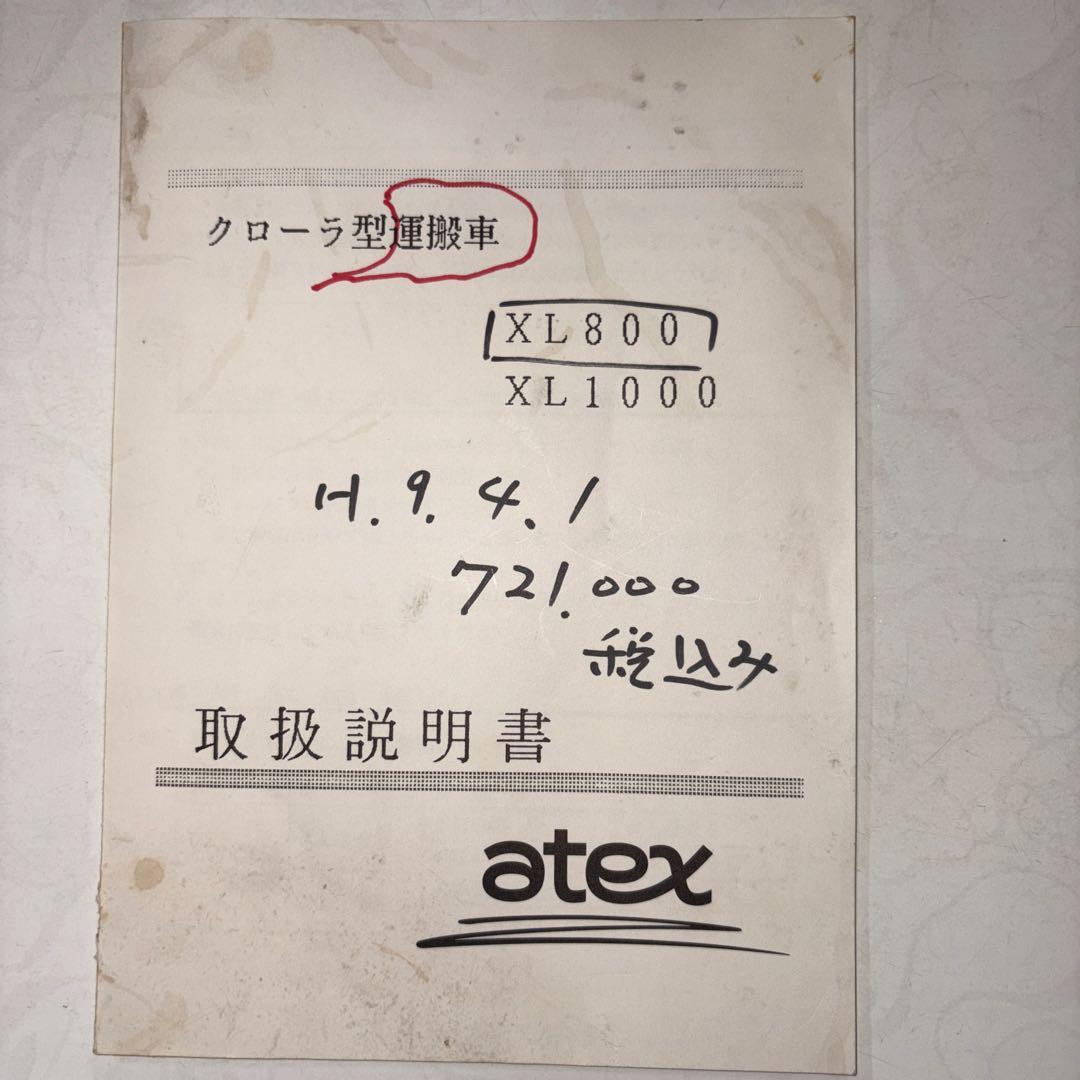 クローラ型運搬車
XL800
XL1000
H.9.4.1
721.000
税込み
取扱説明書
atex